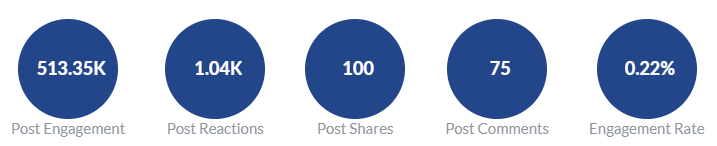 513.35K
1.04K
100
75
0.22%
Post Engagement
Post Reactions
Post Shares
Post Comments
Engagement Rate